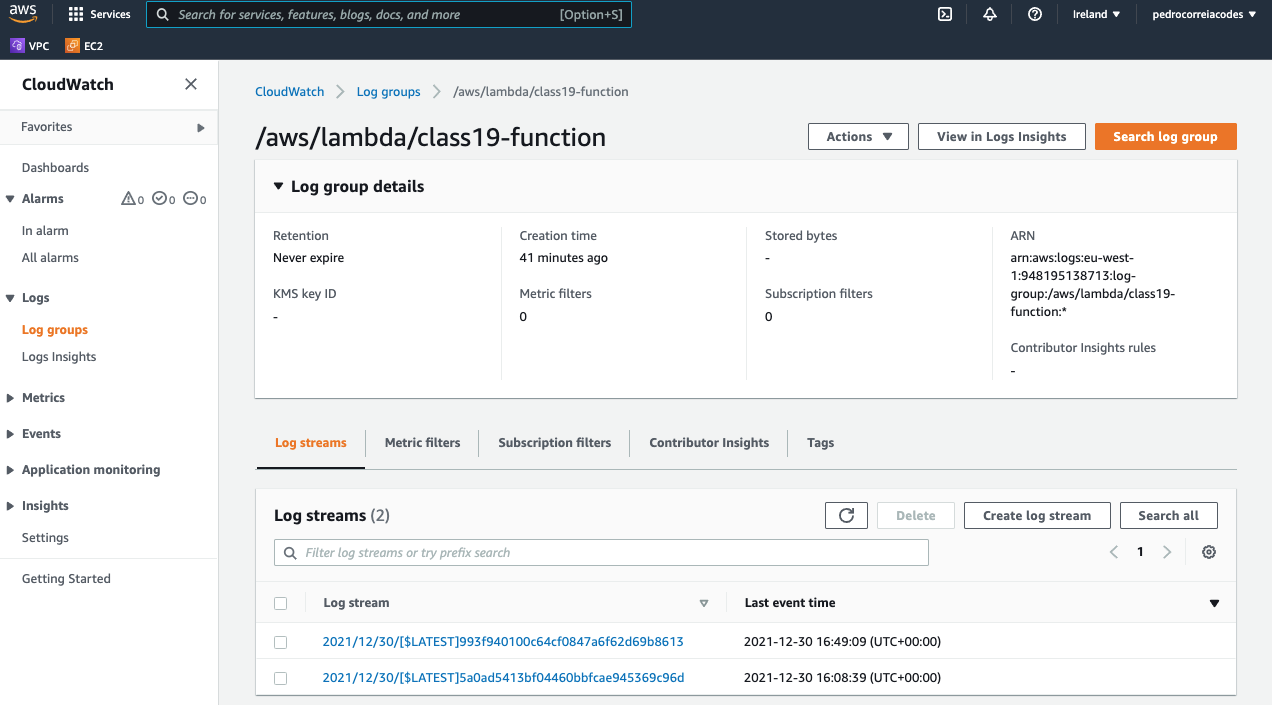 aws
Services
Search for services, features, blogs, docs, and more
[Option+S]
Ireland
pedrocorreiacodes
VPC
EC2
CloudWatch
Favorites
Dashboards
Alarms
0
0
0
In alarm
All alarms
Logs
Log groups
Logs Insights
Metrics
Events
Application monitoring
Insights
Settings
Getting Started
CloudWatch
Log groups
/aws/lambda/class19-function
/aws/lambda/class19-function
Actions
View in Logs Insights
Search log group
Log group details
Retention
Never expire
KMS key ID
-
Creation time
41 minutes ago
Metric filters
0
Stored bytes
-
Subscription filters
0
ARN
arn:aws:logs:eu-west-
1:948195138713:log-
group:/aws/lambda/class19-
function:*
Contributor Insights rules
-
Log streams
Metric filters
Subscription filters
Contributor Insights
Tags
Log streams (2)
Delete
Create log stream
Search all
Filter log streams or try prefix search
1
Log stream
Last event time
2021/12/30/[$LATEST]993f940100c64cf0847a6f62d69b8613
2021-12-30 16:49:09 (UTC+00:00)
2021/12/30/[$LATEST]5a0ad5413bf04460bbfcae945369c96d
2021-12-30 16:08:39 (UTC+00:00)